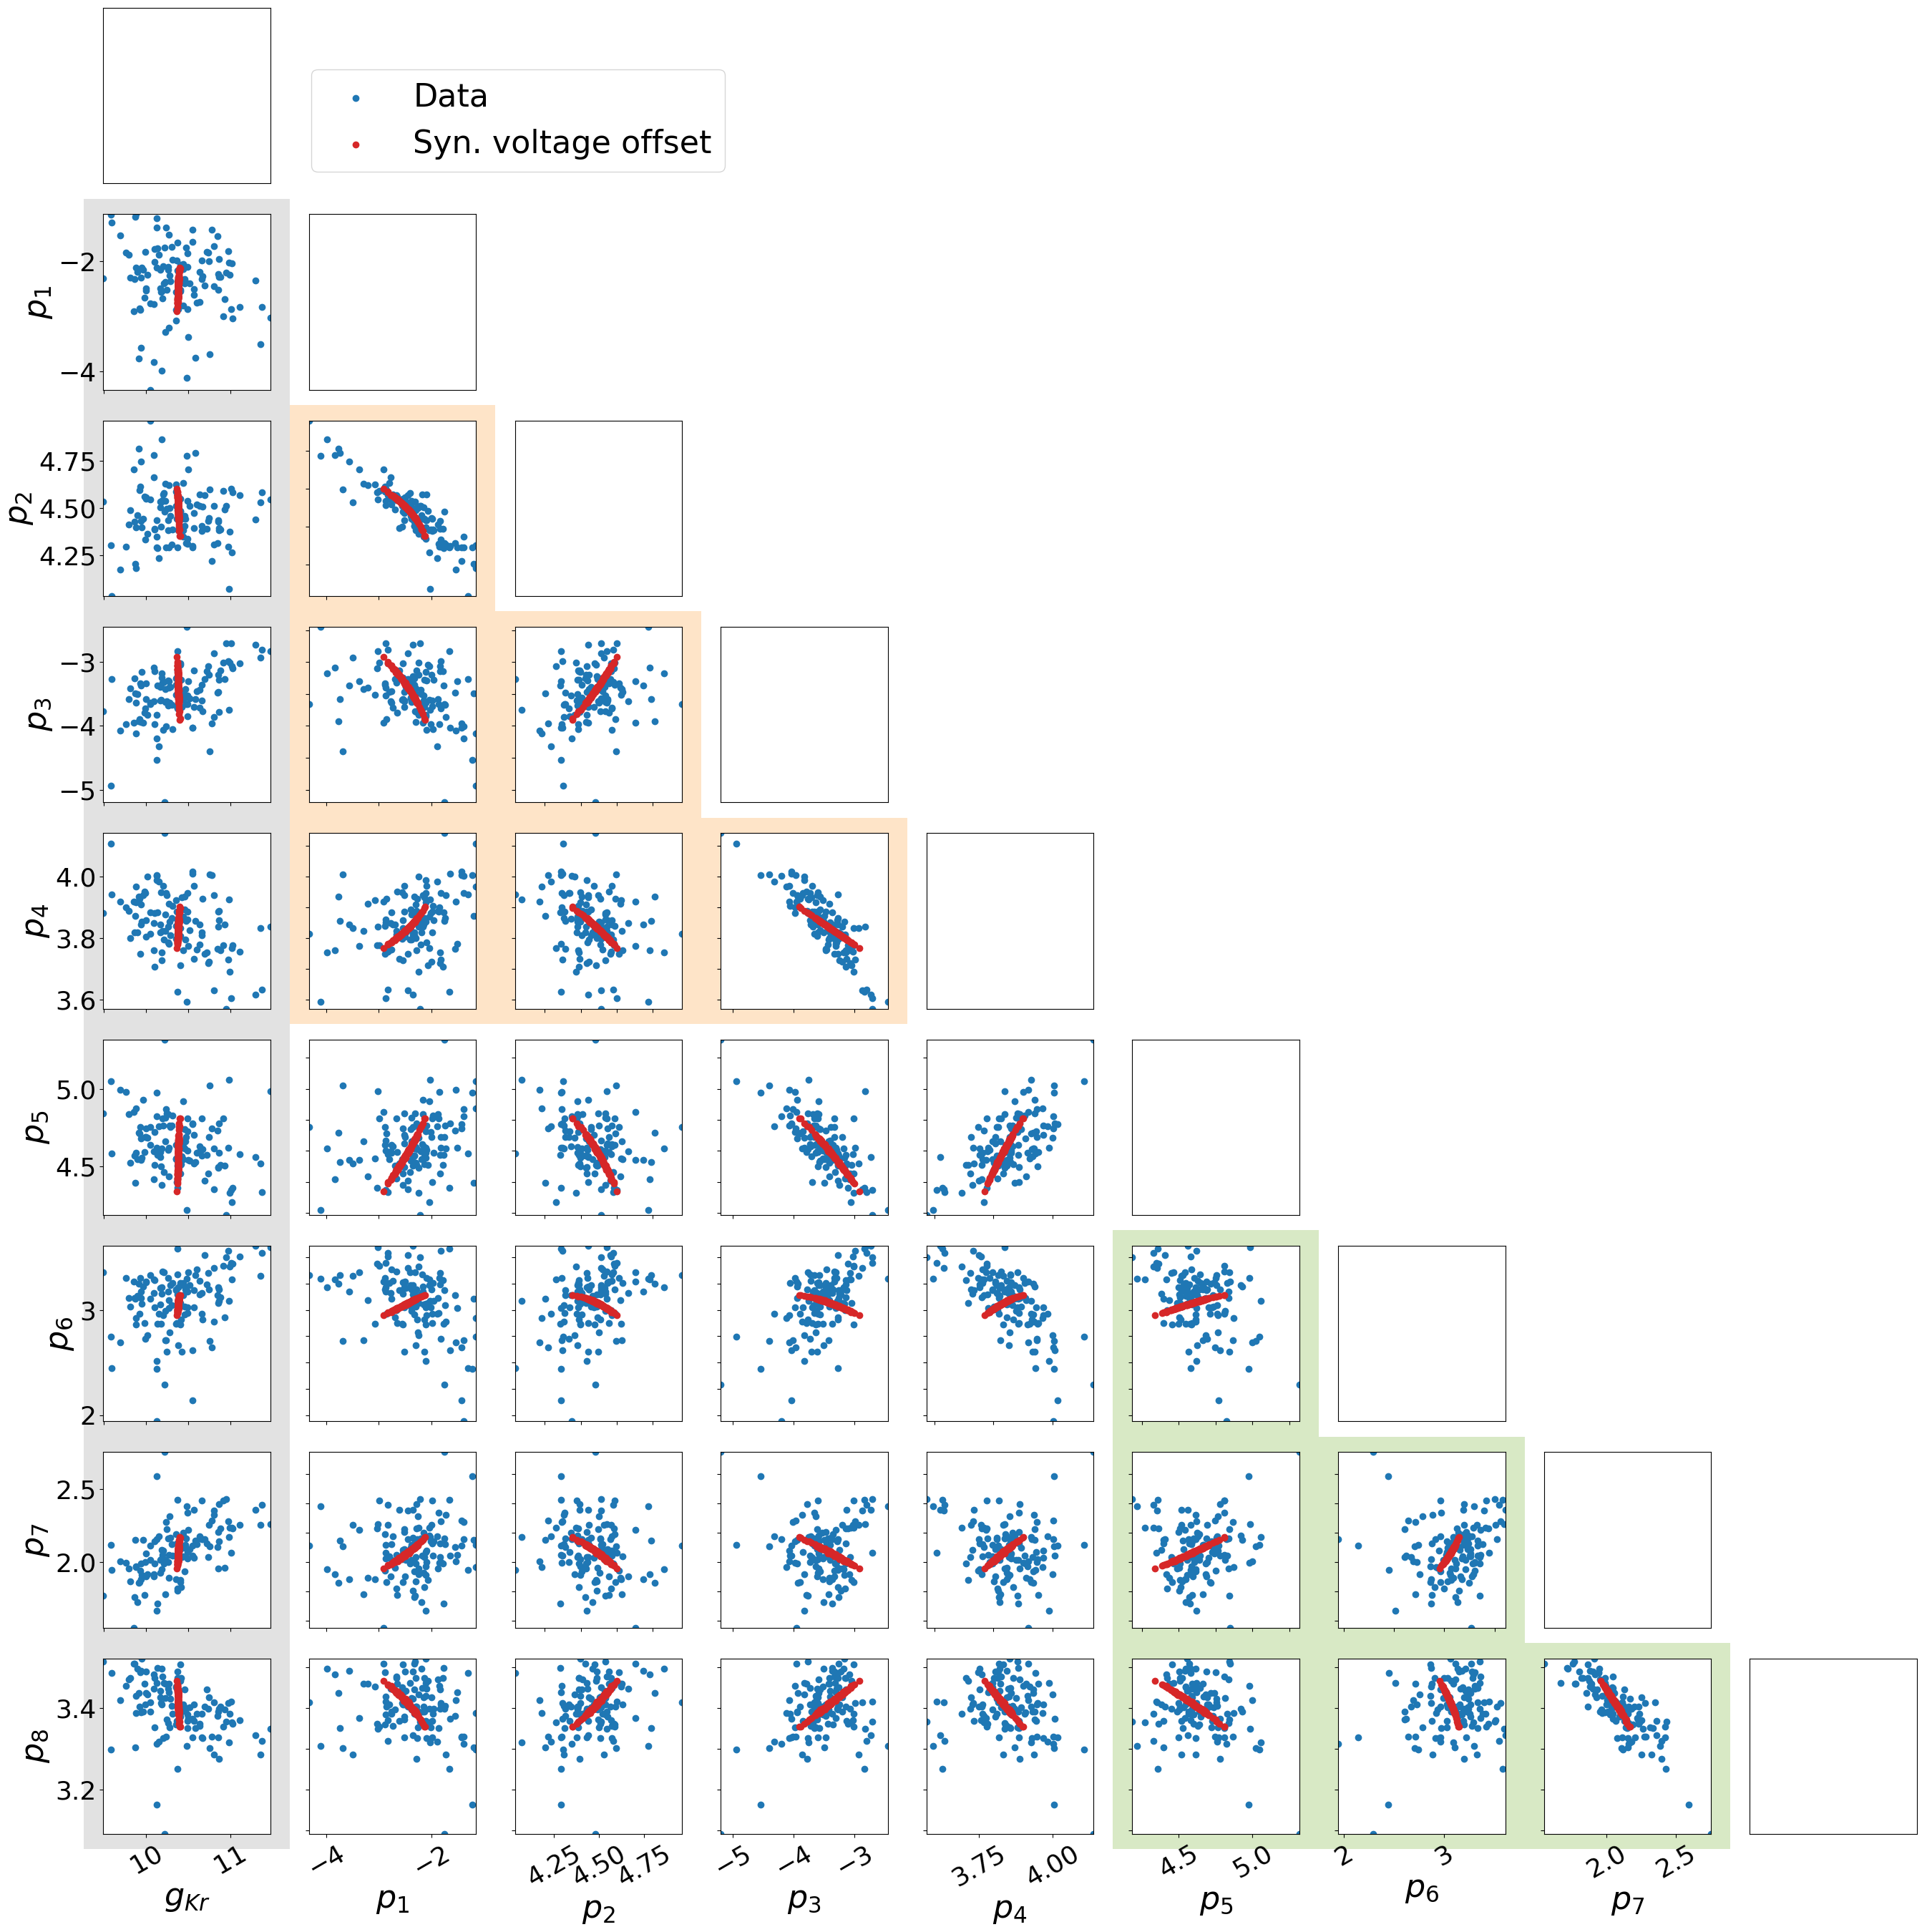 Data
Syn. voltage offset
−2
−4
p1
4.75
4.50
4.25
p2
−3
−4
−5
p3
4.0
3.8
3.6
p4
5.0
4.5
p5
3
2
p6
2.5
2.0
p7
3.4
3.2
p8
10 11 −4 −2 4.25 4.50 4.75 −5 −4 −3 3.75 4.00 4.5 5.0 2 3 2.0 2.5
gKr p1 p2 p3 p4 p5 p6 p7